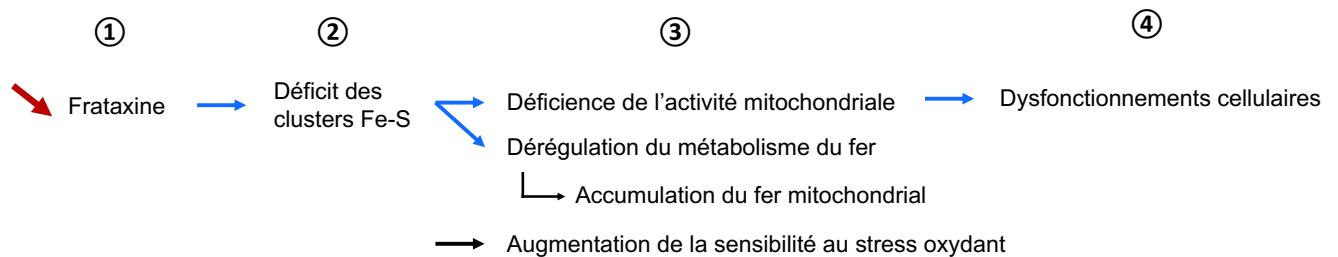 ① ② ③ ④
Frataxine
Déficit des
clusters Fe-S
Déficience de l’activité mitochondriale
Dysfonctionnements cellulaires
Dérégulation du métabolisme du fer
Accumulation du fer mitochondrial
Augmentation de la sensibilité au stress oxydant